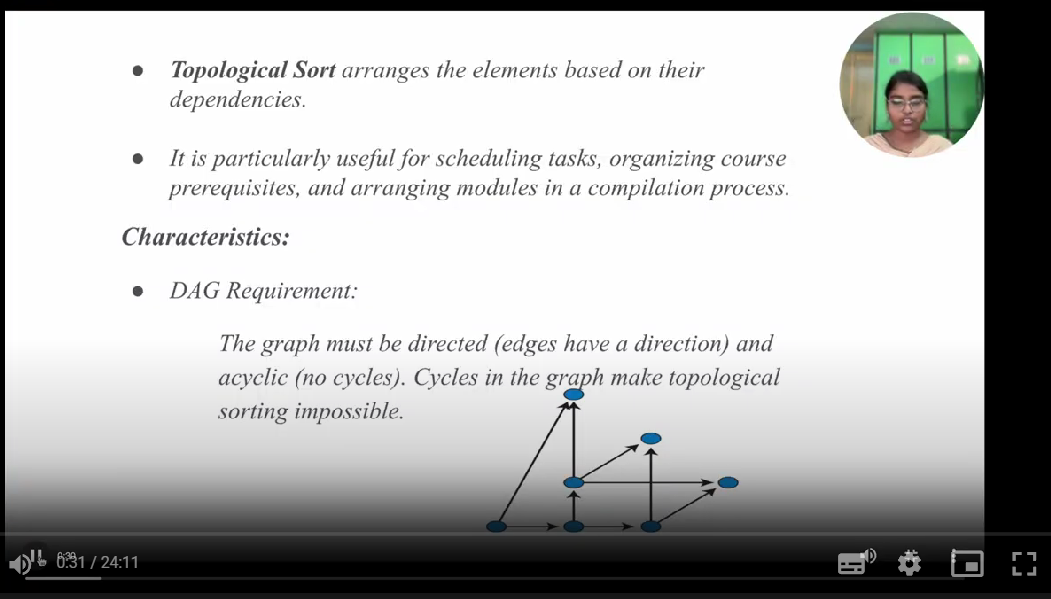 ● Topological Sort arranges the elements based on their
dependencies.
● It is particularly useful for scheduling tasks, organizing course
prerequisites, and arranging modules in a compilation process.
Characteristics:
● DAG Requirement:
The graph must be directed (edges have a direction) and
acyclic (no cycles). Cycles in the graph make topological
sorting impossible.
0:31 / 24:11